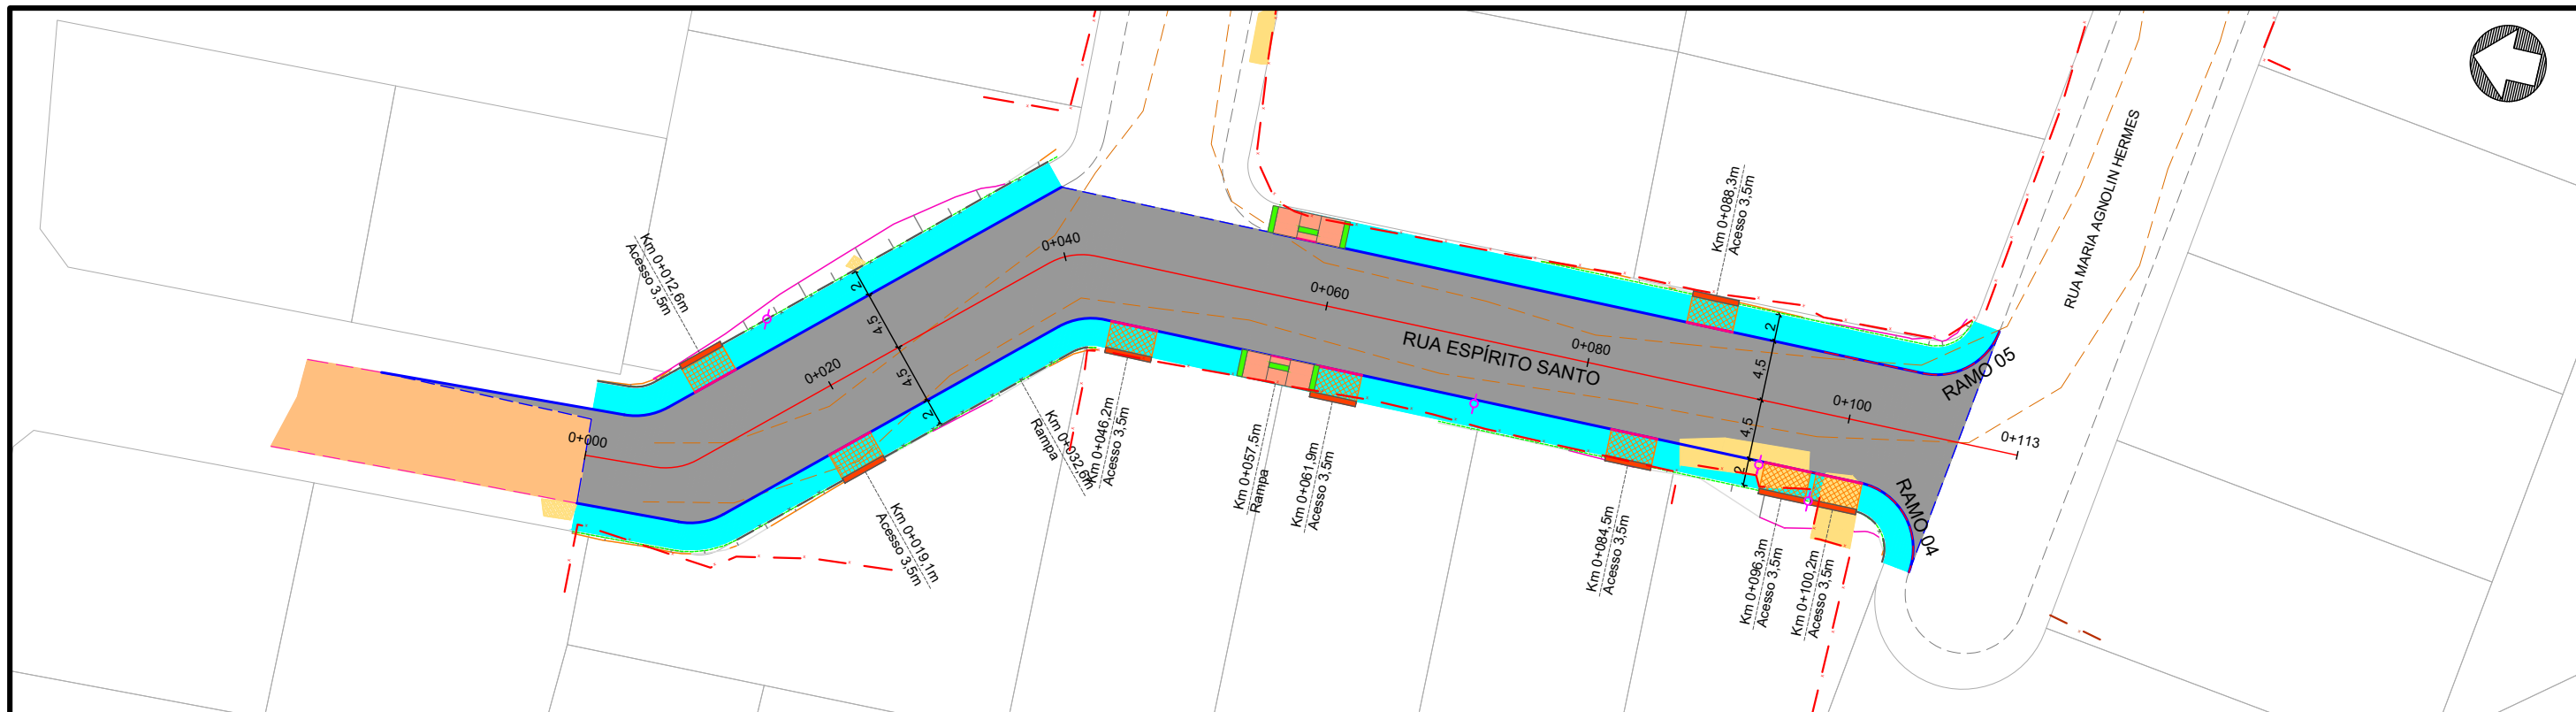 Km 0+012,6m
Acesso 3,5m
2
4,5
4,5
2
0+000
0+020
0+040
0+060
0+080
0+100
0+113
RUA ESPÍRITO SANTO
Km 0+019,1m
Acesso 3,5m
Km 0+032,6m
Rampa
Km 0+046,2m
Acesso 3,5m
Km 0+057,5m
Rampa
Km 0+061,9m
Acesso 3,5m
Km 0+084,5m
Acesso 3,5m
Km 0+088,3m
Acesso 3,5m
2
4,5
4,5
2
Km 0+096,3m
Acesso 3,5m
Km 0+100,2m
Acesso 3,5m
RAMO 05
RAMO 04
RUA MARIA AGNOLIN HERMES